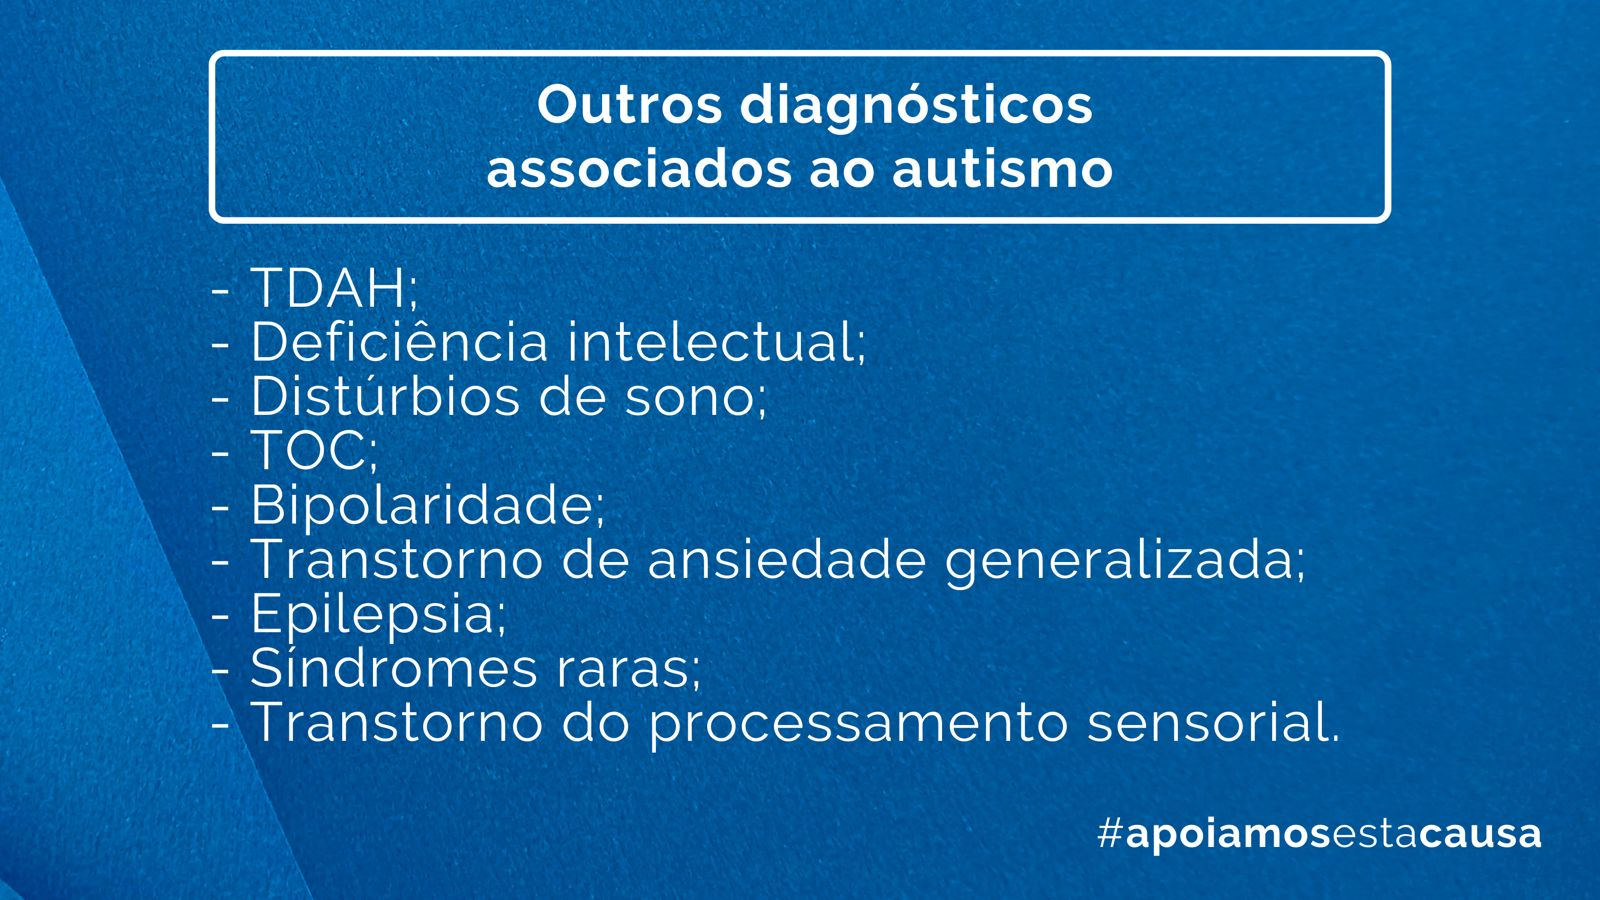 Outros diagnósticos
associados ao autismo
- TDAH;
- Deficiência intelectual;
- Distúrbios de sono;
- TOC;
- Bipolaridade;
- Transtorno de ansiedade generalizada;
- Epilepsia;
- Síndromes raras;
- Transtorno do processamento sensorial.
#apoiamosestacausa